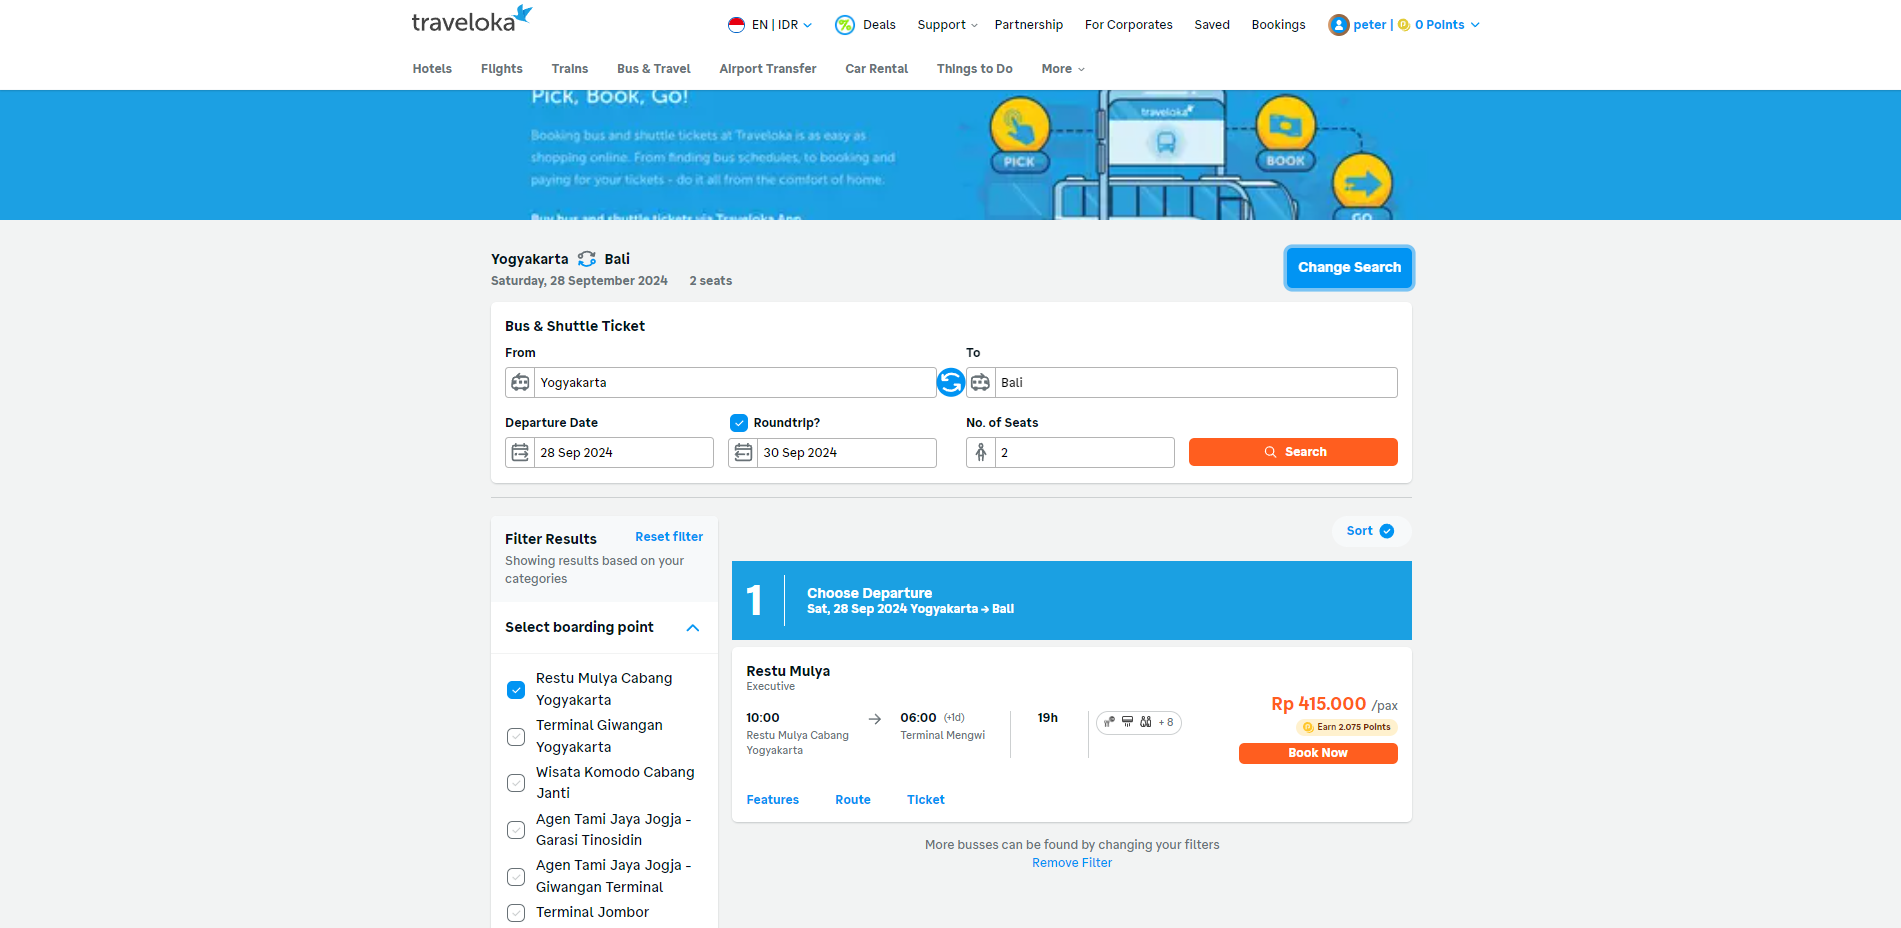 traveloka
EN | IDR
Deals
Support
Partnership
For Corporates
Saved
Bookings
peter |
0 Points
Hotels
Flights
Trains
Bus & Travel
Airport Transfer
Car Rental
Things to Do
More
Pick, Book, Go!
Booking bus and shuttle tickets at Traveloka is as easy as
shopping online. From finding bus schedules, to booking and
paying for your tickets - do it all from the comfort of home.
Buy bus and shuttle tickets via Traveloka App
PICK
traveloka
BOOK
GO
Yogyakarta Bali
Saturday, 28 September 2024 2 seats
Change Search
Bus & Shuttle Ticket
From
To
Yogyakarta
Bali
Departure Date
Roundtrip?
No. of Seats
28 Sep 2024
30 Sep 2024
2
Search
Filter Results
Reset filter
Showing results based on your
categories
Select boarding point
Restu Mulya Cabang
Yogyakarta
Terminal Giwangan
Yogyakarta
Wisata Komodo Cabang
Janti
Agen Tami Jaya Jogja -
Garasi Tinosidin
Agen Tami Jaya Jogja -
Giwangan Terminal
Terminal Jombor
Sort
1
Choose Departure
Sat, 28 Sep 2024 Yogyakarta → Bali
Restu Mulya
Executive
10:00
Restu Mulya Cabang
Yogyakarta
→
06:00 (+1d)
Terminal Mengwi
19h
+ 8
Rp 415.000 /pax
Earn 2.075 Points
Book Now
Features
Route
Ticket
More busses can be found by changing your filters
Remove Filter